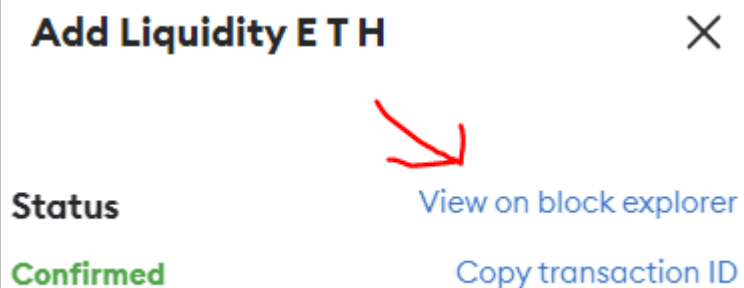 Add Liquidity E T H
Status
View on block explorer
Confirmed
Copy transaction ID